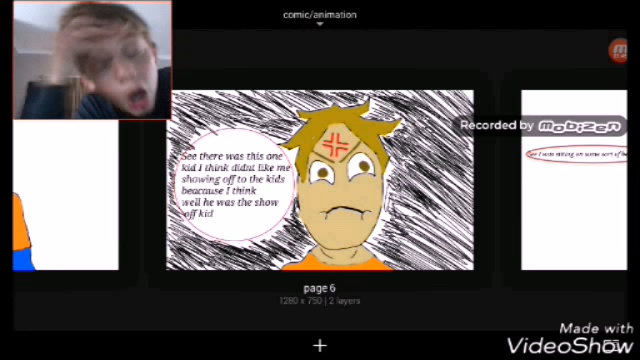 comic/animation
Recorded by mobizen
See there was this one
kid I think didnt like me
showing off to the kids
beacause I think
well he was the show
off kid
page 6
1280 x 750 | 2 layers
Made with
VideoShow